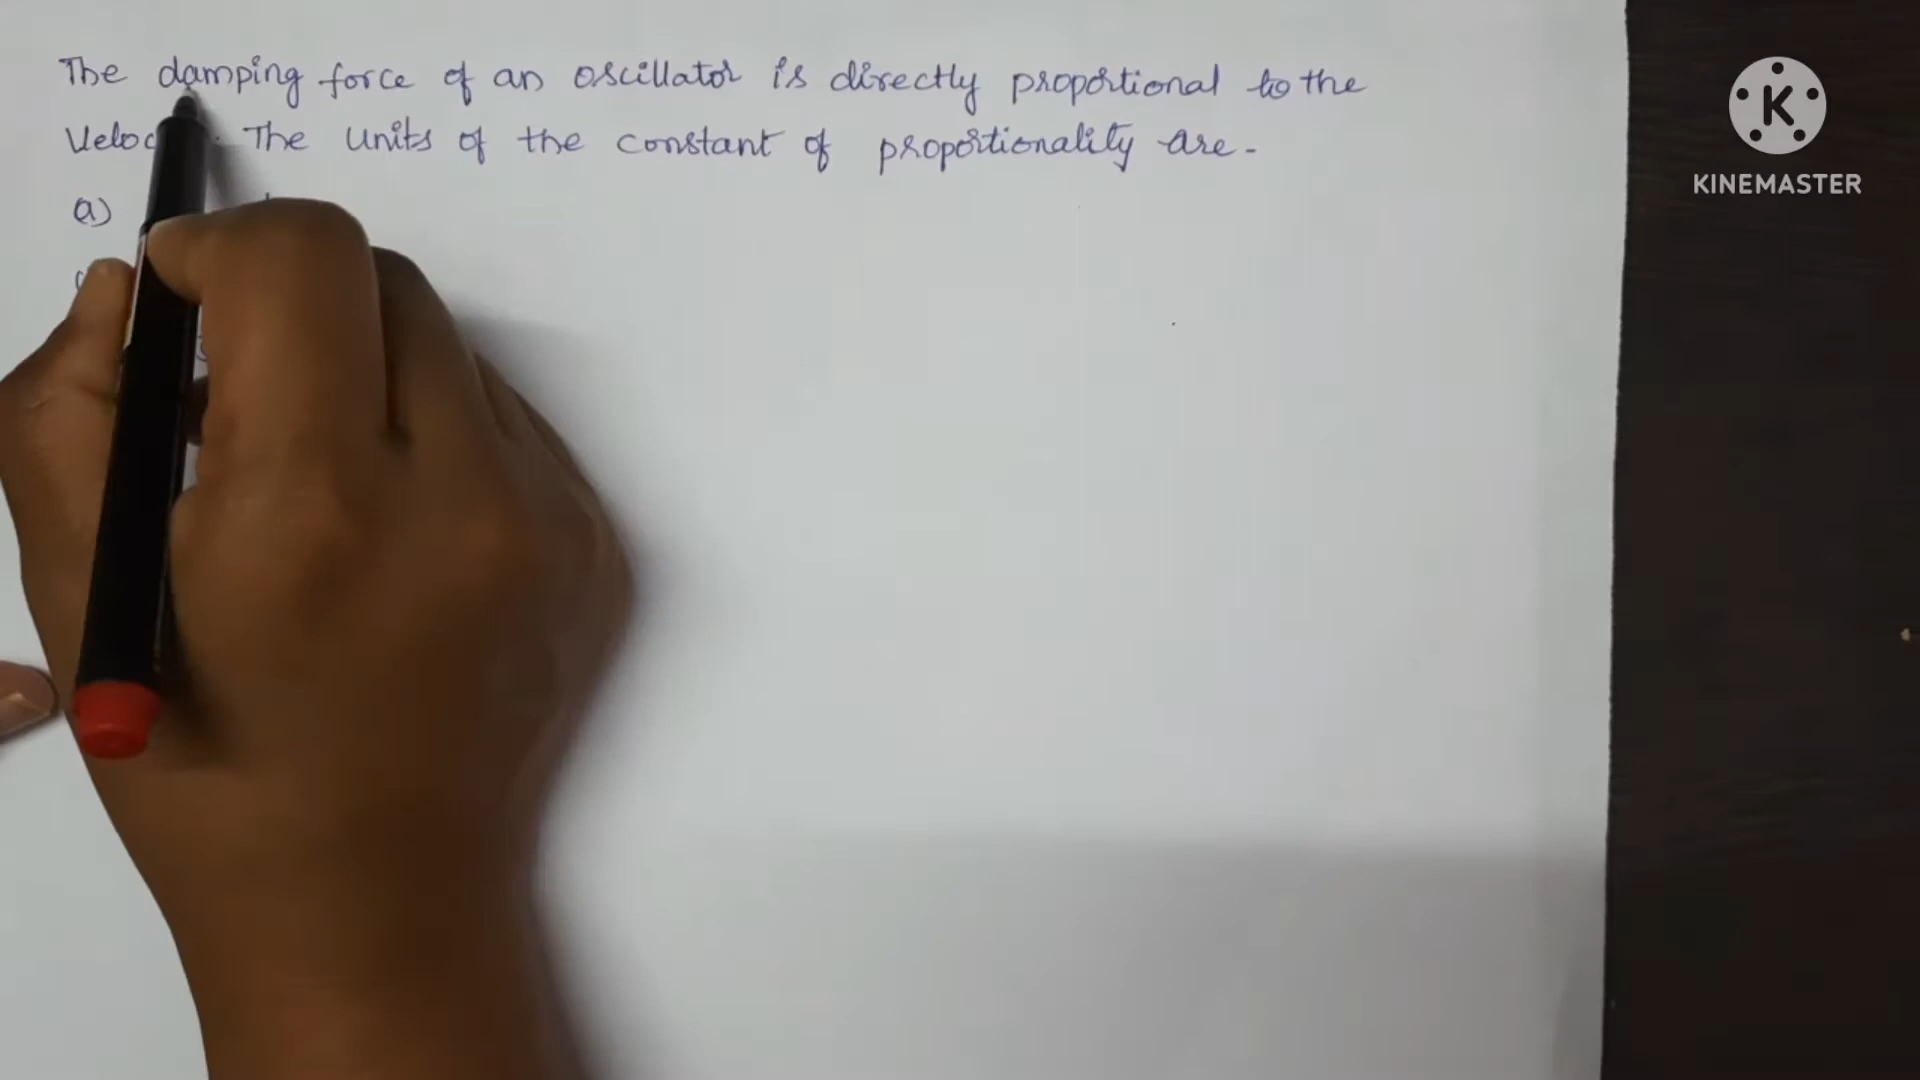 The damping force of an oscillator is directly proportional to the
The units of the constant of proportionality are -
a)
KINEMASTER